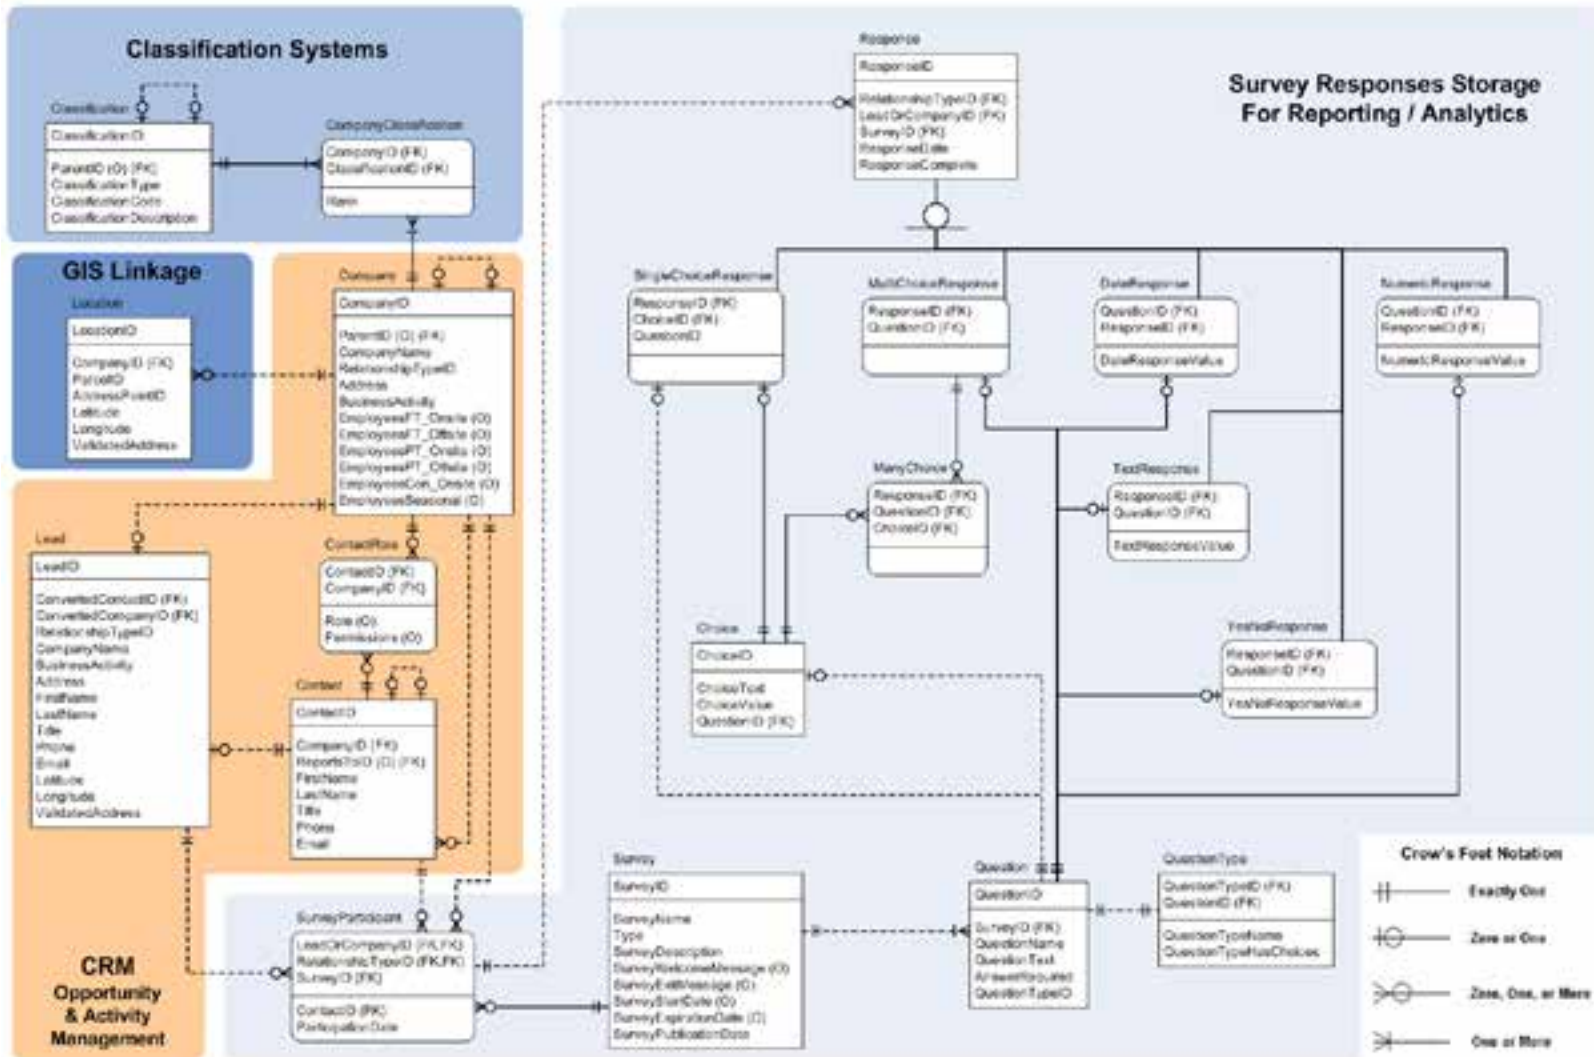 Classification Systems
Classification
ClassificationID
ParentID (O) (FK)
ClassificationType
ClassificationCode
ClassificationDescription
CompanyClassification
CompanyID (FK)
ClassificationID (FK)
GIS Linkage
Location
LocationID
CompanyID (FK)
ParcelID
AddressPointID
Latitude
Longitude
ValidatedAddress
Company
CompanyID
ParentID (O) (FK)
CompanyName
RelationshipTypeID
Address
BusinessActivity
EmployeesFT_Onsite (O)
EmployeesFT_Offsite (O)
EmployeesPT_Onsite (O)
EmployeesPT_Offsite (O)
EmployeesCon_Onsite (O)
EmployeesSeasonal (O)
Lead
LeadID
ConvertedContactID (FK)
ConvertedCompanyID (FK)
RelationshipTypeID
CompanyName
BusinessActivity
Address
FirstName
LastName
Title
Phone
Email
Latitude
Longitude
ValidatedAddress
ContactRole
ContactID (FK)
CompanyID (FK)
Role (O)
Permissions (O)
Contact
ContactID
CompanyID (FK)
ReportsToID (O) (FK)
FirstName
LastName
Title
Phone
Email
CRM
Opportunity
& Activity
Management
SurveyParticipant
LeadOrCompanyID (FK,FK)
RelationshipTypeID (FK,FK)
SurveyID (FK)
ContactID (FK)
ParticipationDate
Survey Responses Storage
For Reporting / Analytics
Response
ResponseID
RelationshipTypeID (FK)
LeadOrCompanyID (FK)
SurveyID (FK)
ResponseDate
ResponseComplete
SingleChoiceResponse
ResponseID (FK)
ChoiceID (FK)
QuestionID
MultiChoiceResponse
ResponseID (FK)
QuestionID (FK)
DateResponse
QuestionID (FK)
ResponseID (FK)
DateResponseValue
NumericResponse
QuestionID (FK)
ResponseID (FK)
NumericResponseValue
ManyChoice
ResponseID (FK)
QuestionID (FK)
ChoiceID (FK)
TextResponse
ResponseID (FK)
QuestionID (FK)
TextResponseValue
Choice
ChoiceID
ChoiceText
ChoiceValue
QuestionID (FK)
YesNoResponse
ResponseID (FK)
QuestionID (FK)
YesNoResponseValue
Survey
SurveyID
SurveyName
Type
SurveyDescription
SurveyWelcomeMessage (O)
SurveyExitMessage (O)
SurveyStartDate (O)
SurveyExpirationDate (O)
SurveyPublicationDate
Question
QuestionID
SurveyID (FK)
QuestionName
QuestionText
AnswerRequired
QuestionTypeID
QuestionType
QuestionTypeID (FK)
QuestionID (FK)
QuestionTypeName
QuestionTypeHasChoices
Crow's Foot Notation
Exactly One
Zero or One
Zero, One, or More
One or More